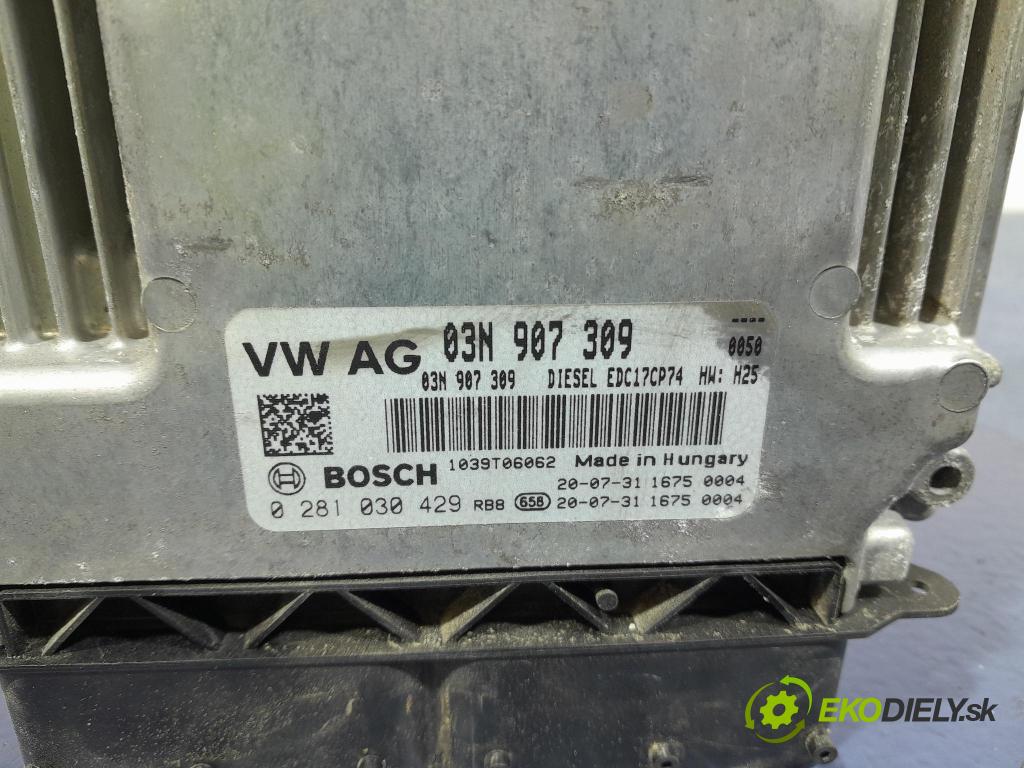 VW AG 03N 907 309 ----
0050
03N 907 309 DIESEL EDC17CP74 HW: H25
1039T06062 Made in Hungary
BOSCH 20-07-31 1675 0004
0 281 030 429 RB8 658 20-07-31 1675 0004
EKODIELY.sk